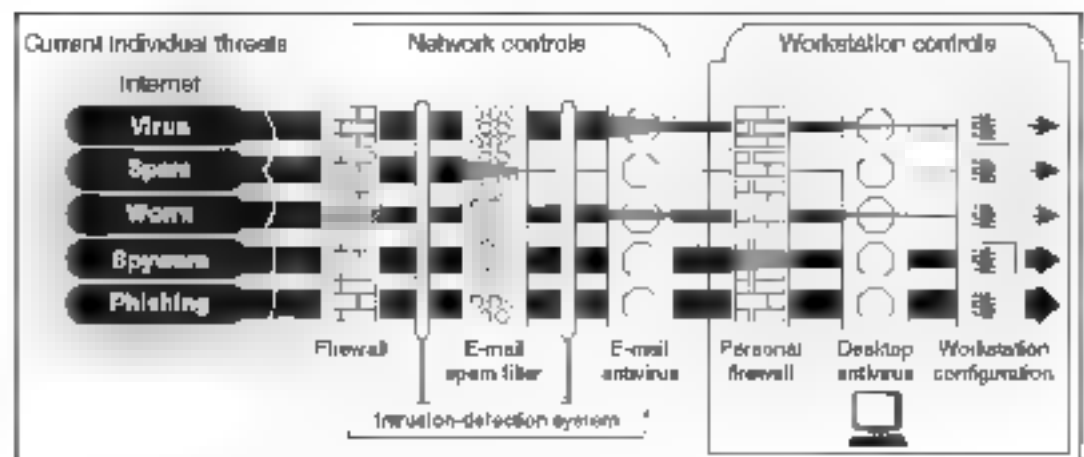 Current individual threats
Network controls
Workstation controls
Internet
Virus
Spam
Worm
Spyware
Phishing
Firewall
E-mail
spam filter
E-mail
antivirus
Personal
firewall
Desktop
antivirus
Workstation
configuration
Intrusion-detection system